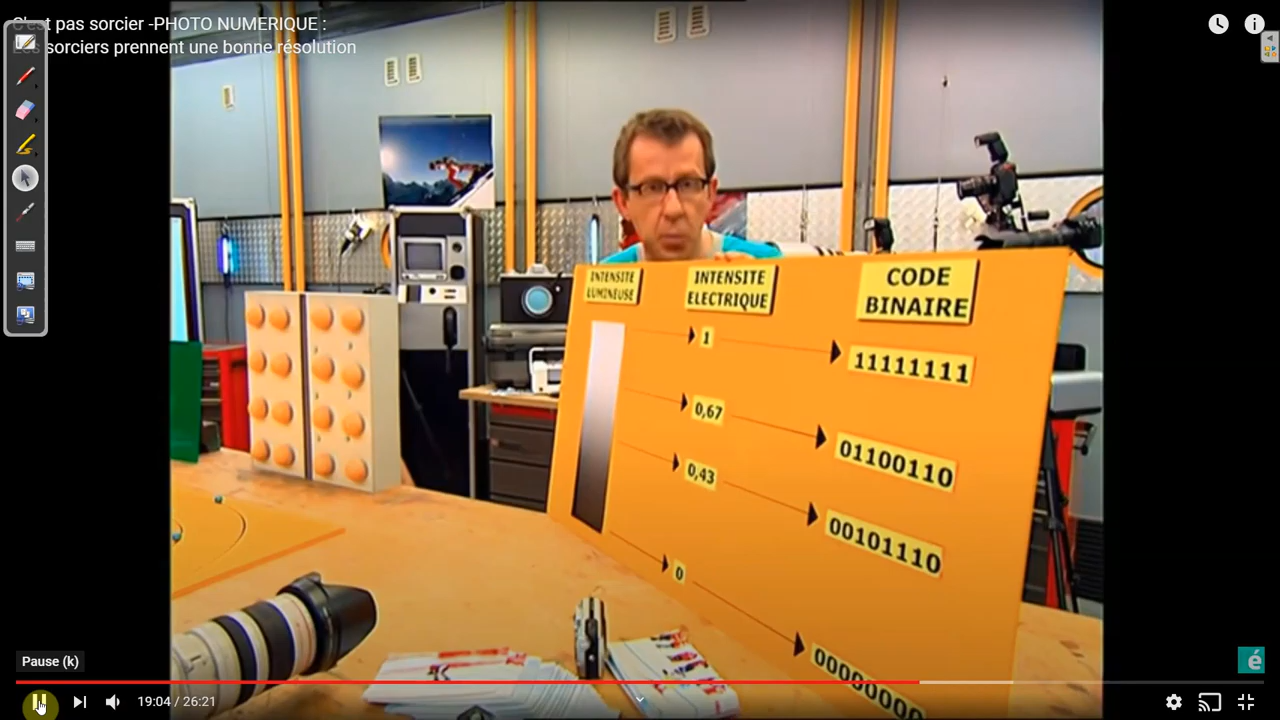 C'est pas sorcier -PHOTO NUMERIQUE :
Les sorciers prennent une bonne résolution
INTENSITE
LUMINEUSE
INTENSITE
ELECTRIQUE
CODE
BINAIRE
1
11111111
0,67
01100110
0,43
00101110
0
00000000
Pause (k)
19:04 / 26:21
é